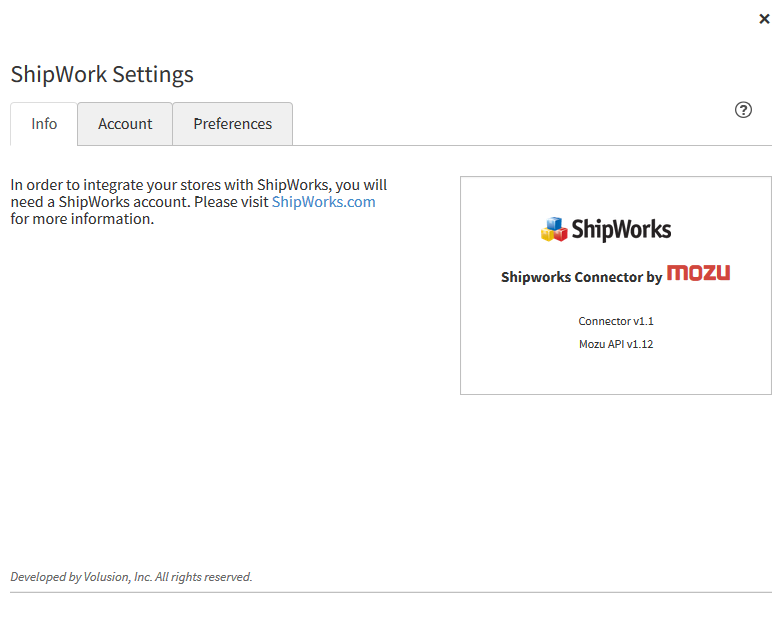 ×
ShipWork Settings
Info
Account
Preferences
?
In order to integrate your stores with ShipWorks, you will
need a ShipWorks account. Please visit ShipWorks.com
for more information.
ShipWorks
Shipworks Connector by mozu
Connector v1.1
Mozu API v1.12
Developed by Volusion, Inc. All rights reserved.